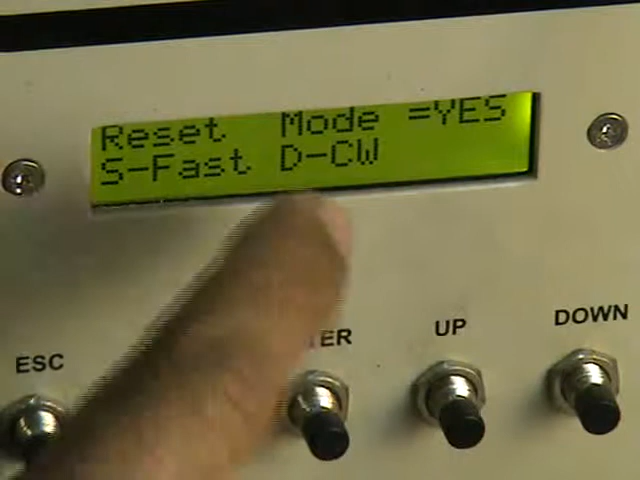 Reset Mode =YES
S-Fast D-CW
ESC
UP
DOWN